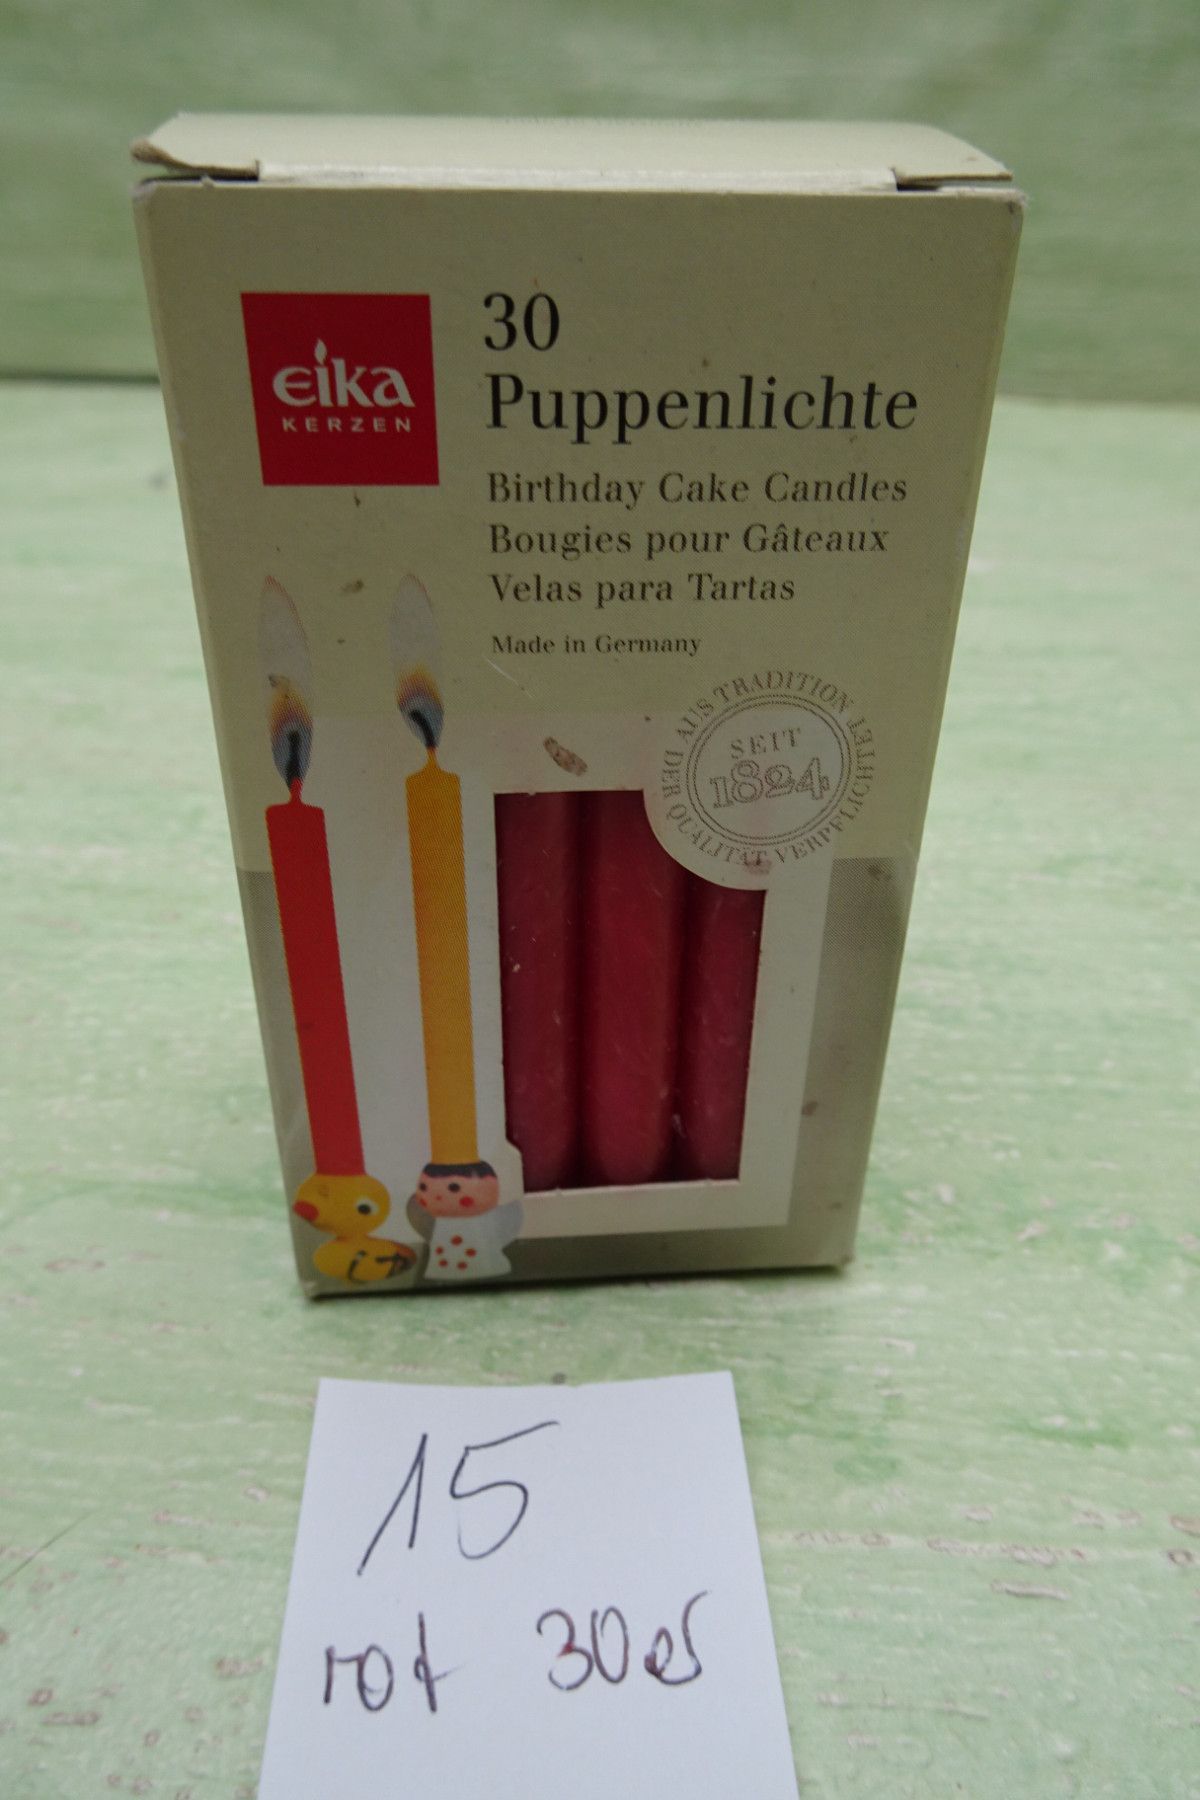 eika
KERZEN
30
Puppenlichte
Birthday Cake Candles
Bougies pour Gâteaux
Velas para Tartas
Made in Germany
DER AUS TRADITION
SEIT
1824
QUALITÄT VERPFLICHTET
15
rot 30er